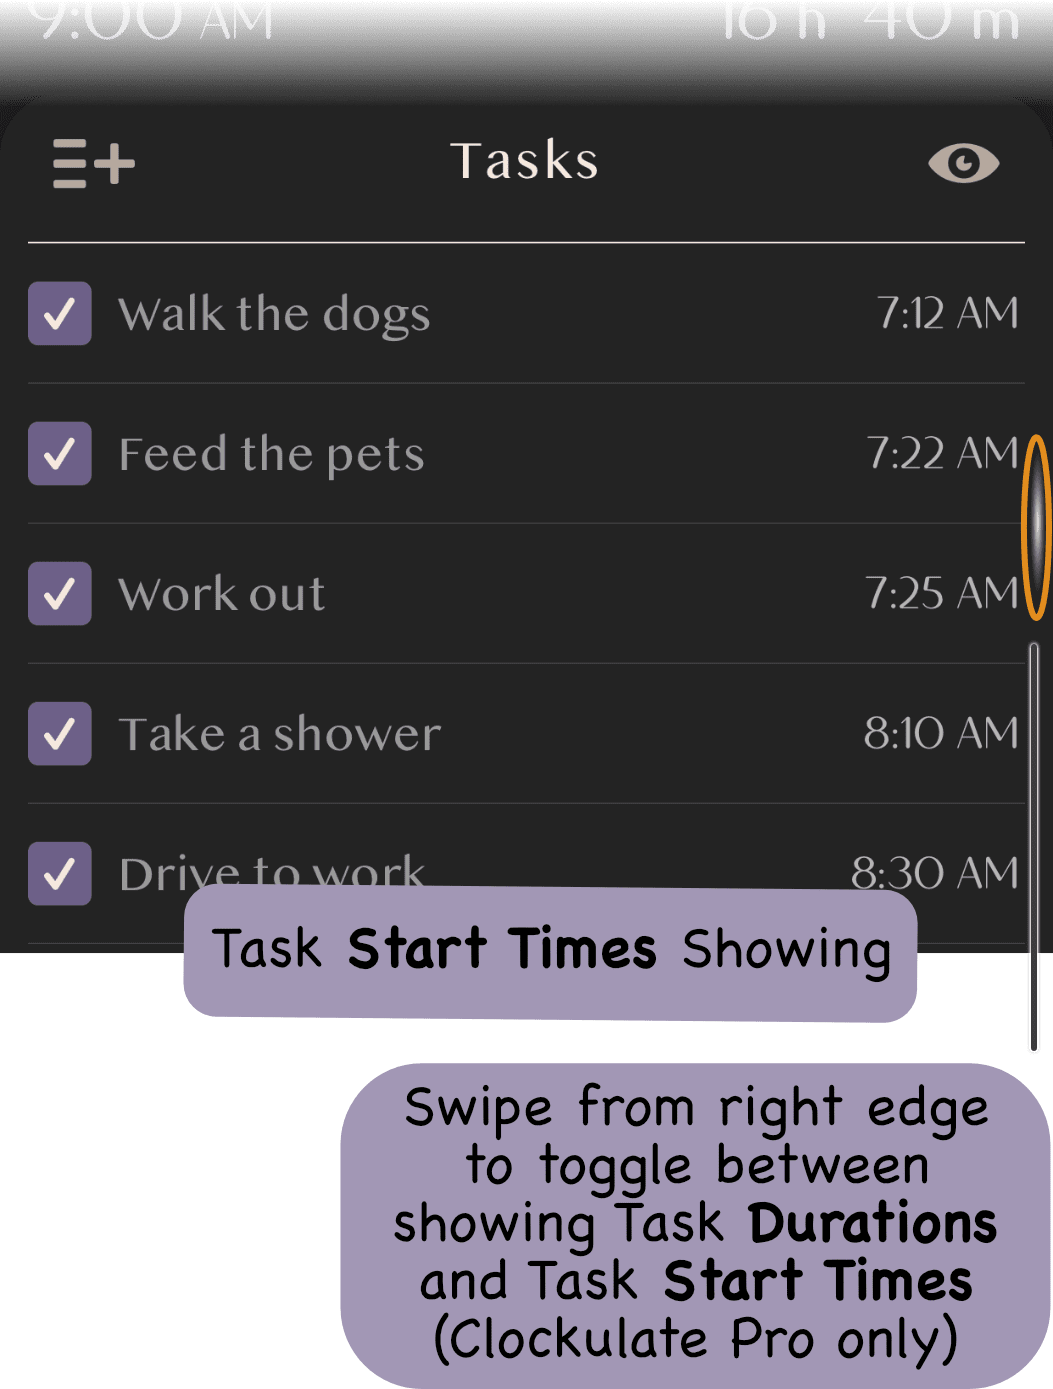 9:00 AM 16 h 40 m
Tasks
Walk the dogs 7:12 AM
Feed the pets 7:22 AM
Work out 7:25 AM
Take a shower 8:10 AM
Drive to work 8:30 AM
Task Start Times Showing
Swipe from right edge
to toggle between
showing Task Durations
and Task Start Times
(Clockulate Pro only)